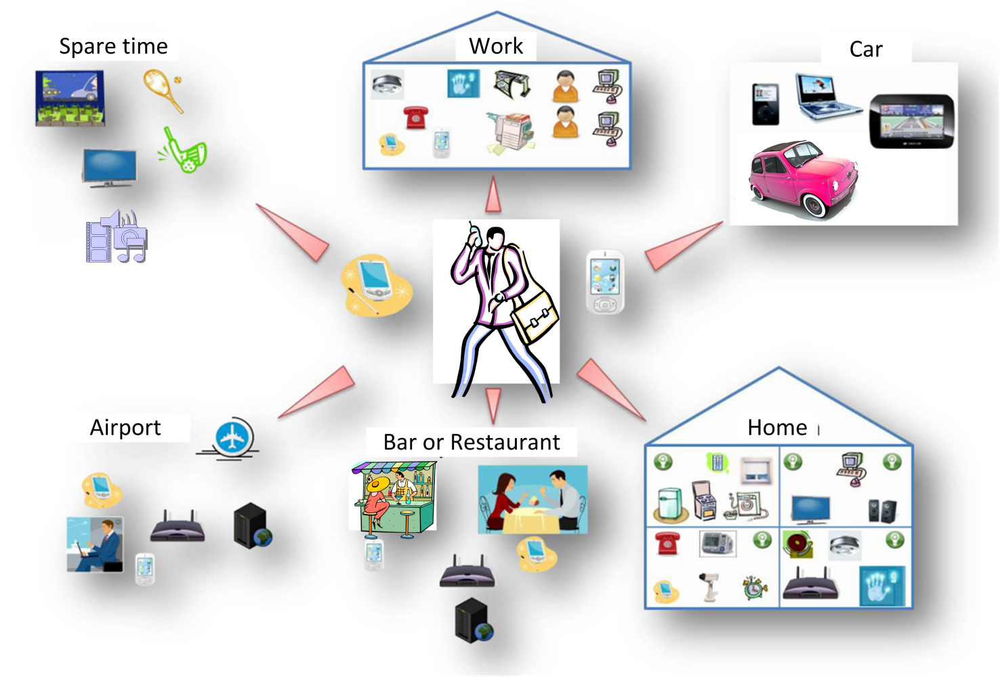 Spare time
Work
Car
Airport
Bar or Restaurant
Home